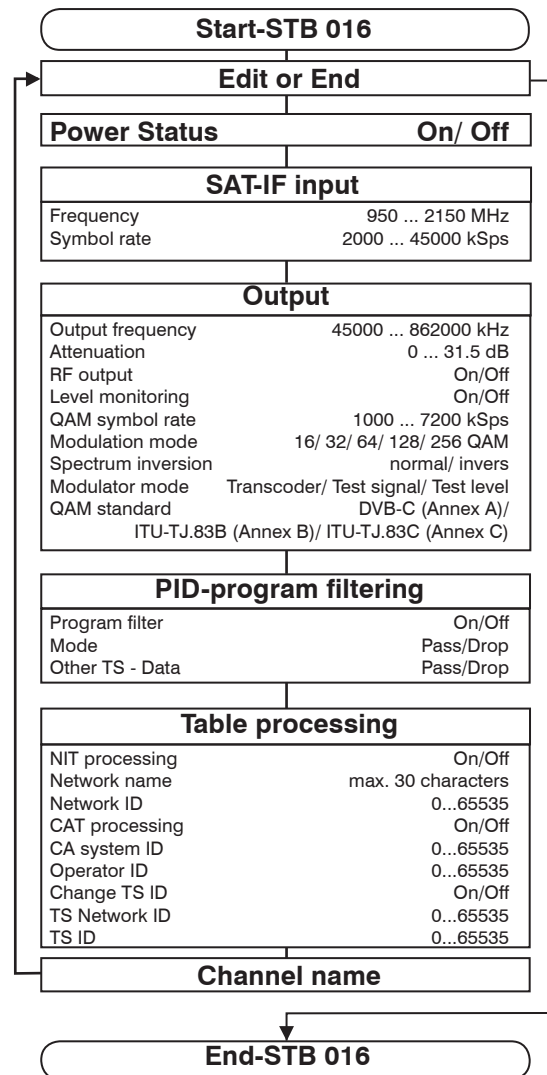 Start-STB 016
Edit or End
Power Status On/ Off
SAT-IF input
Frequency 950 ... 2150 MHz
Symbol rate 2000 ... 45000 kSps
Output
Output frequency 45000 ... 862000 kHz
Attenuation 0 ... 31.5 dB
RF output On/Off
Level monitoring On/Off
QAM symbol rate 1000 ... 7200 kSps
Modulation mode 16/ 32/ 64/ 128/ 256 QAM
Spectrum inversion normal/ invers
Modulator mode Transcoder/ Test signal/ Test level
QAM standard DVB-C (Annex A)/
ITU-TJ.83B (Annex B)/ ITU-TJ.83C (Annex C)
PID-program filtering
Program filter On/Off
Mode Pass/Drop
Other TS - Data Pass/Drop
Table processing
NIT processing On/Off
Network name max. 30 characters
Network ID 0...65535
CAT processing On/Off
CA system ID 0...65535
Operator ID 0...65535
Change TS ID On/Off
TS Network ID 0...65535
TS ID 0...65535
Channel name
End-STB 016